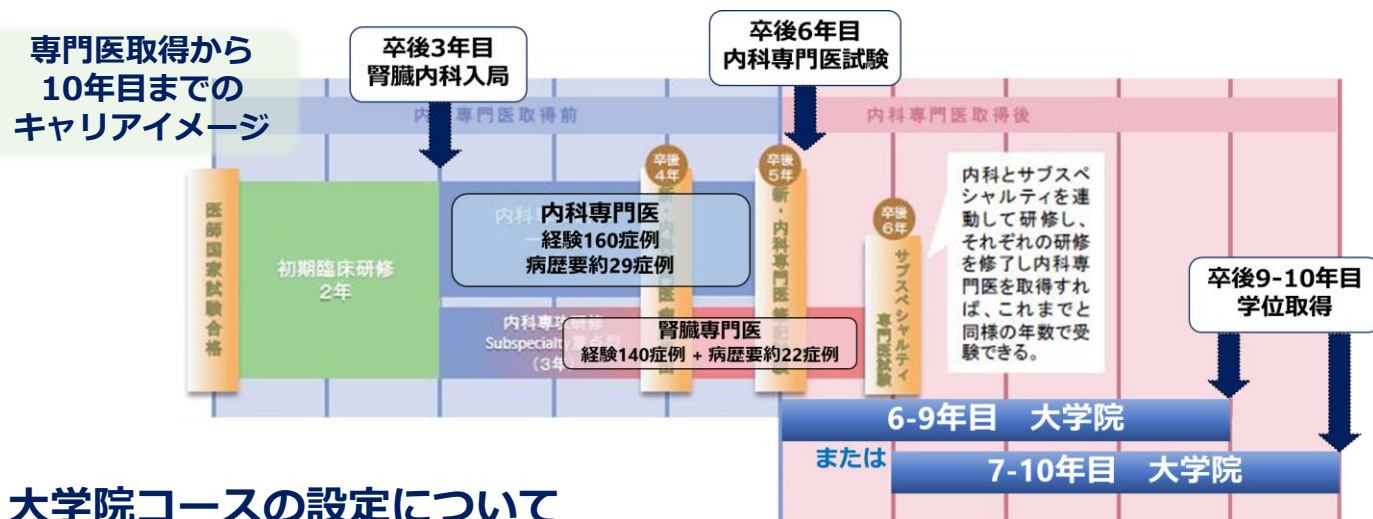 専門医取得から
10年目までの
キャリアイメージ
卒後3年目
腎臓内科入局
卒後6年目
内科専門医試験
専門医取得前
内科専門医取得後
医師国家試験合格
初期臨床研修
2年
内科専門医
経験160症例
病歴要約29症例
内科専攻研修
Subspecialty
腎臓専門医
経験140症例 + 病歴要約22症例
卒後
4年
卒後
5年
新・内科専門医
卒後
6年
サブスペシャルティ
専門医試験
内科とサブスペ
シャルティを連
動して研修し、
それぞれの研修
を修了し内科専
門医を取得すれ
ば、これまでと
同様の年数で受
験できる。
卒後9-10年目
学位取得
6-9年目 大学院
または
7-10年目 大学院
大学院コースの設定について